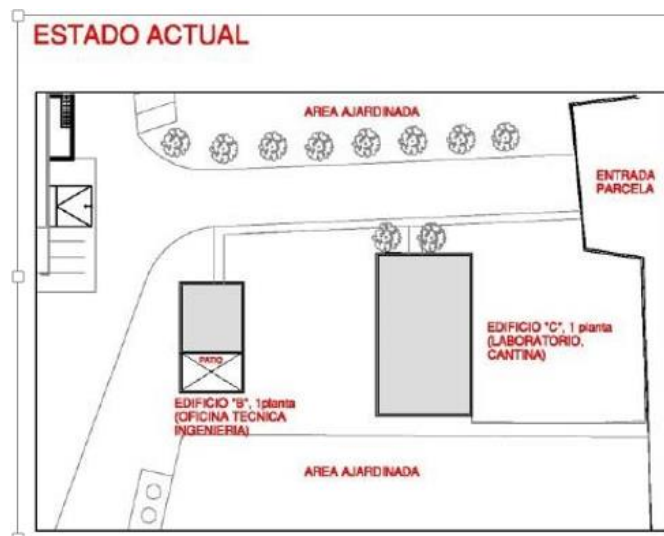 ESTADO ACTUAL
AREA AJARDINADA
ENTRADA
PARCELA
EDIFICIO "C", 1 planta
(LABORATORIO.
CANTINA)
PATIO
EDIFICIO "B", 1planta
(OFICINA TECNICA
INGENIERIA)
AREA AJARDINADA